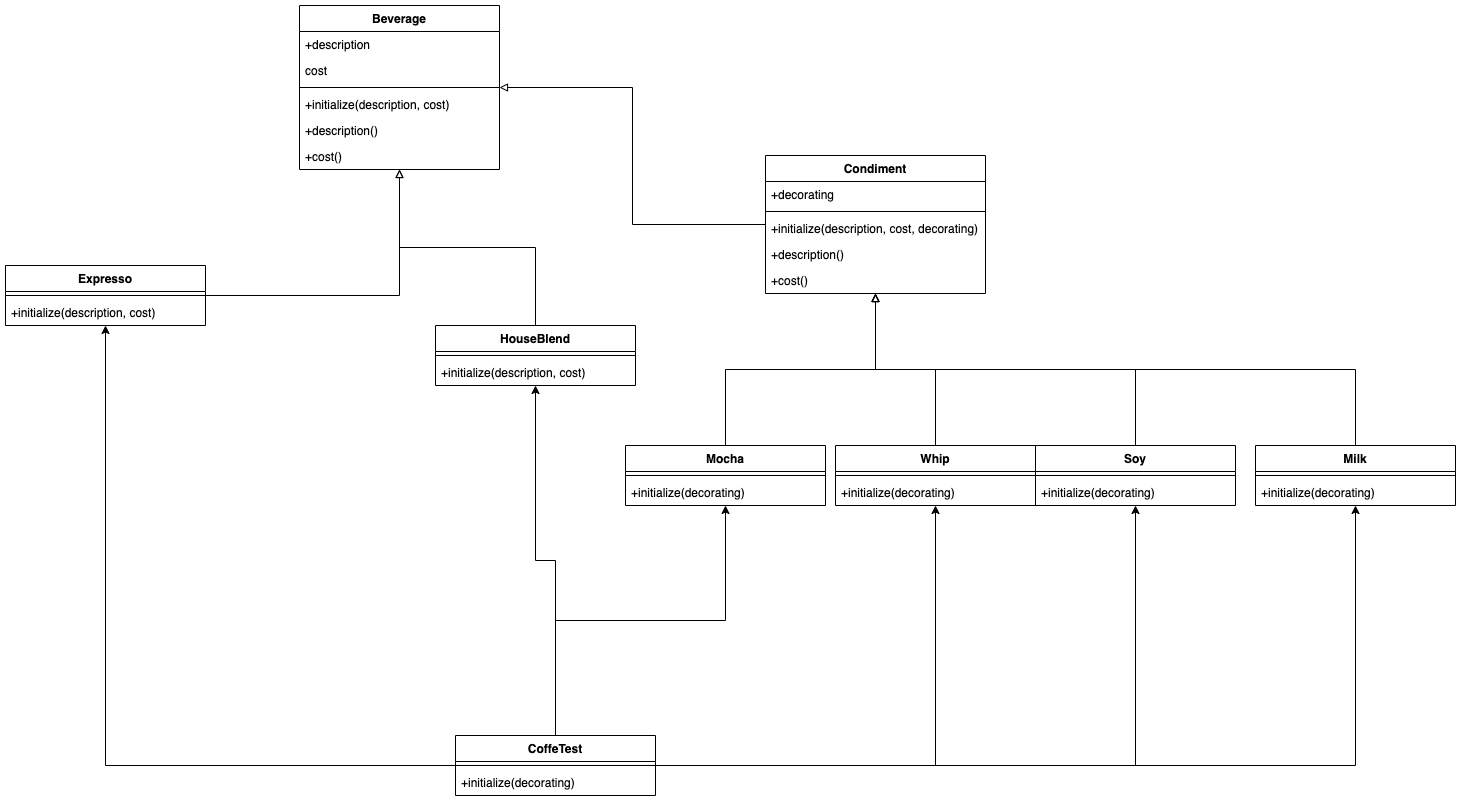 Beverage
+description
cost
+initialize(description, cost)
+description()
+cost()
Condiment
+decorating
+initialize(description, cost, decorating)
+description()
+cost()
Expresso
+initialize(description, cost)
HouseBlend
+initialize(description, cost)
Mocha
+initialize(decorating)
Whip
+initialize(decorating)
Soy
+initialize(decorating)
Milk
+initialize(decorating)
CoffeTest
+initialize(decorating)